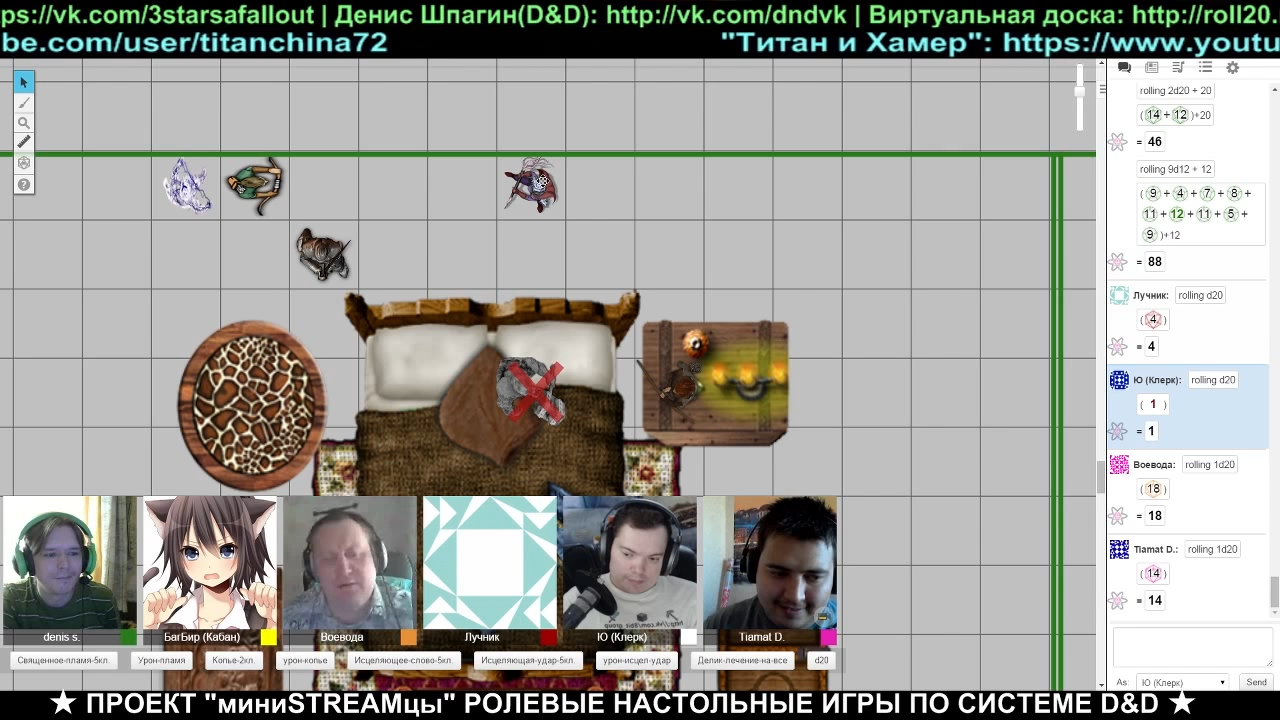 ps://vk.com/3starsafallout | Денис Шпагин(D&D): http://vk.com/dndvk | Виртуальная доска: http://roll20.
be.com/user/titanchina72 "Титан и Хамер": https://www.youtu
rolling 2d20 + 20
(14+12)+20
= 46
rolling 9d12 + 12
(9+4+7+8+
11+12+11+5+
9)+12
= 88
Лучник: rolling d20
(4)
= 4
Ю (Клерк): rolling d20
(1)
= 1
Воевода: rolling 1d20
(18)
= 18
Tiamat D.: rolling 1d20
(14)
= 14
denis s. БагБир (Кабан) Воевода Лучник Ю (Клерк) Tiamat D.
Священное-пламя-5кл. Урон-пламя Копье-2кл. урон-копье Исцеляющее-слово-5кл. Исцеляющая-удар-5кл. урон-исцел-удар Делик-лечение-на-все d20
As: Ю (Клерк) Send
★ ПРОЕКТ "миниSTREAMцы" РОЛЕВЫЕ НАСТОЛЬНЫЕ ИГРЫ ПО СИСТЕМЕ D&D ★